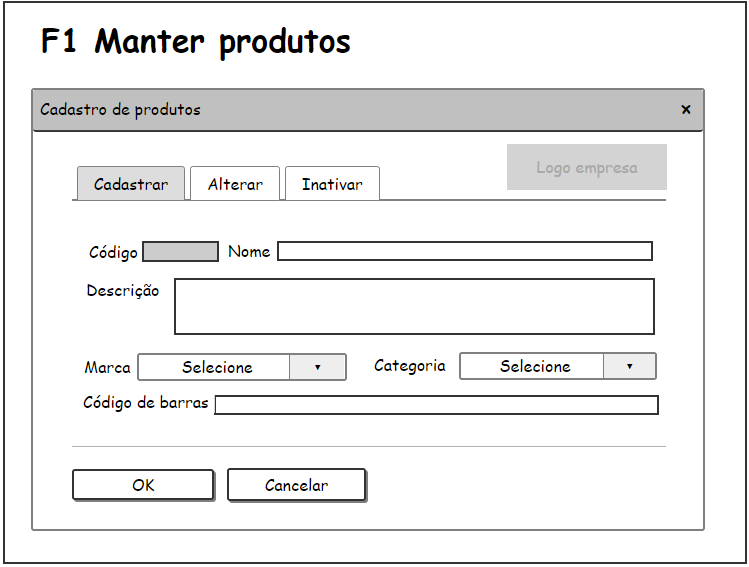 F1 Manter produtos
Cadastro de produtos x
Logo empresa
Cadastrar Alterar Inativar
Código Nome
Descrição
Marca Selecione ▼ Categoria Selecione ▼
Código de barras
OK Cancelar